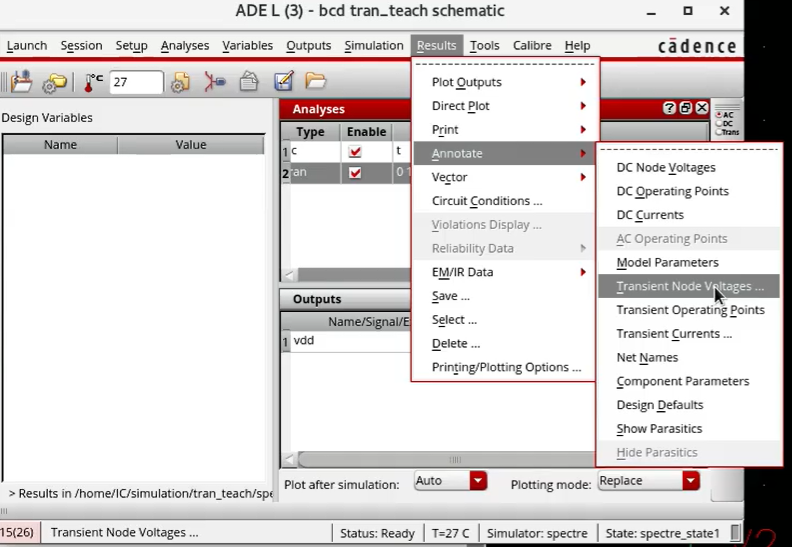 ADE L (3) - bcd tran_teach schematic
Launch Session Setup Analyses Variables Outputs Simulation Results Tools Calibre Help cādence
°C 27
Design Variables
Name Value
Analyses
Type Enable
1 c t
2 ran 0 1
AC
DC
Trans
Plot Outputs
Direct Plot
Print
Annotate
Vector
Circuit Conditions ...
Violations Display ...
Reliability Data
EM/IR Data
Save ...
Select ...
Delete ...
Printing/Plotting Options ...
DC Node Voltages
DC Operating Points
DC Currents
AC Operating Points
Model Parameters
Transient Node Voltages ...
Transient Operating Points
Transient Currents ...
Net Names
Component Parameters
Design Defaults
Show Parasitics
Hide Parasitics
Outputs
Name/Signal/E
1 vdd
Plot after simulation: Auto Plotting mode: Replace
> Results in /home/IC/simulation/tran_teach/spe
15(26) Transient Node Voltages ... Status: Ready T=27 C Simulator: spectre State: spectre_state1